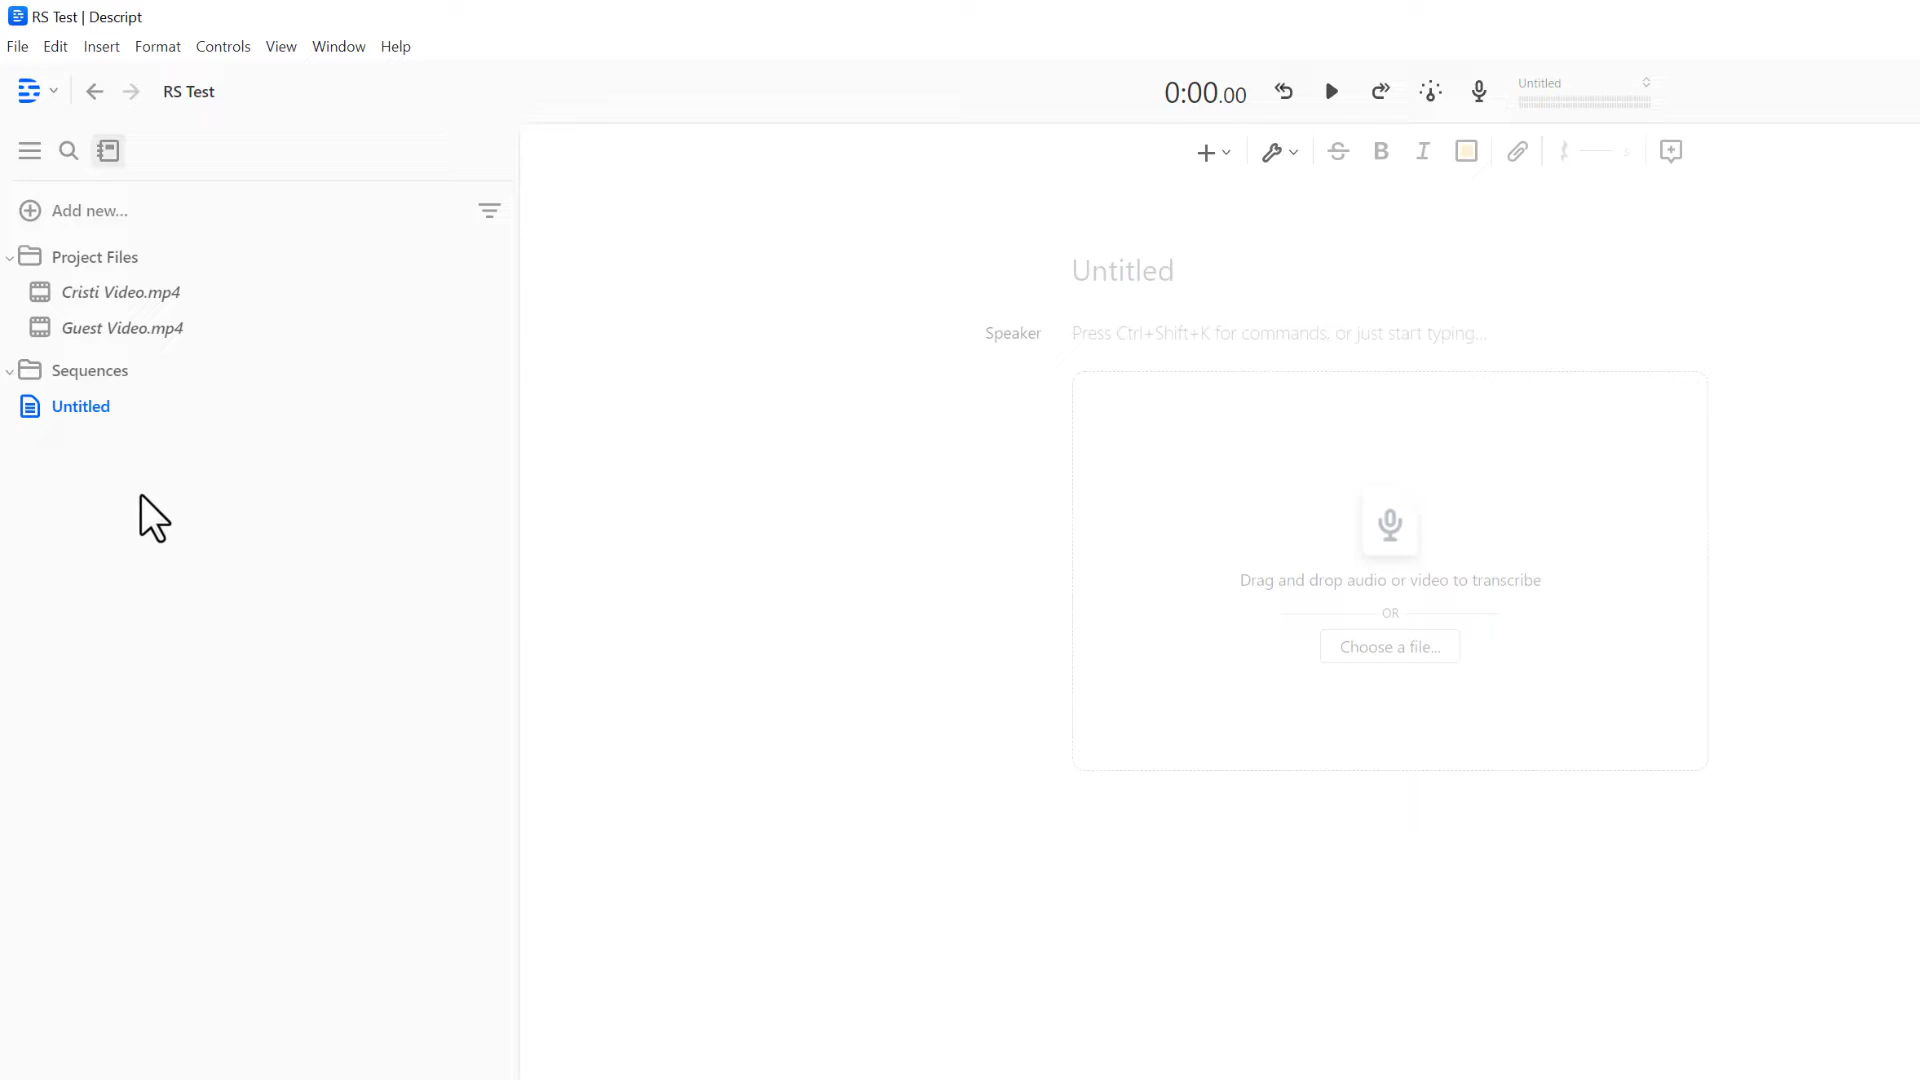 RS Test | Descript
File Edit Insert Format Controls View Window Help
RS Test
0:00.00
Untitled
Add new...
Project Files
Cristi Video.mp4
Guest Video.mp4
Sequences
Untitled
s
Untitled
Speaker
Press Ctrl+Shift+K for commands, or just start typing...
Drag and drop audio or video to transcribe
OR
Choose a file...